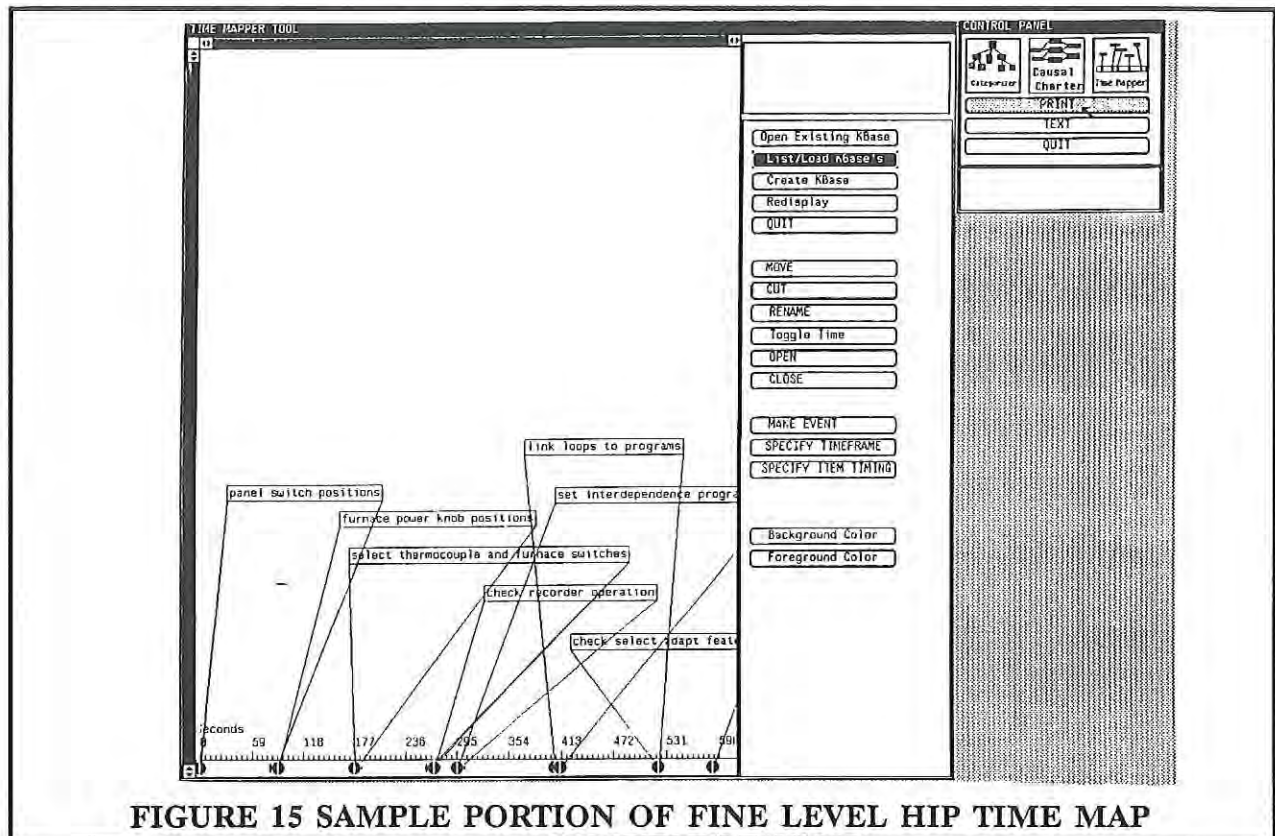 TIME MAPPER TOOL
CONTROL PANEL
Categorizer
Causal
Charter
Time Mapper
PRINT
TEXT
QUIT
Open Existing KBase
List/Load KBase's
Create KBase
Redisplay
QUIT
MOVE
CUT
RENAME
Toggle Time
OPEN
CLOSE
MAKE EVENT
SPECIFY TIMEFRAME
SPECIFY ITEM TIMING
Background Color
Foreground Color
link loops to programs
panel switch positions
set interdependence progra
furnace power knob positions
select thermocouple and furnace switches
check recorder operation
check select adapt feat
econds
0 59 118 177 236 295 354 413 472 531 590
FIGURE 15 SAMPLE PORTION OF FINE LEVEL HIP TIME MAP